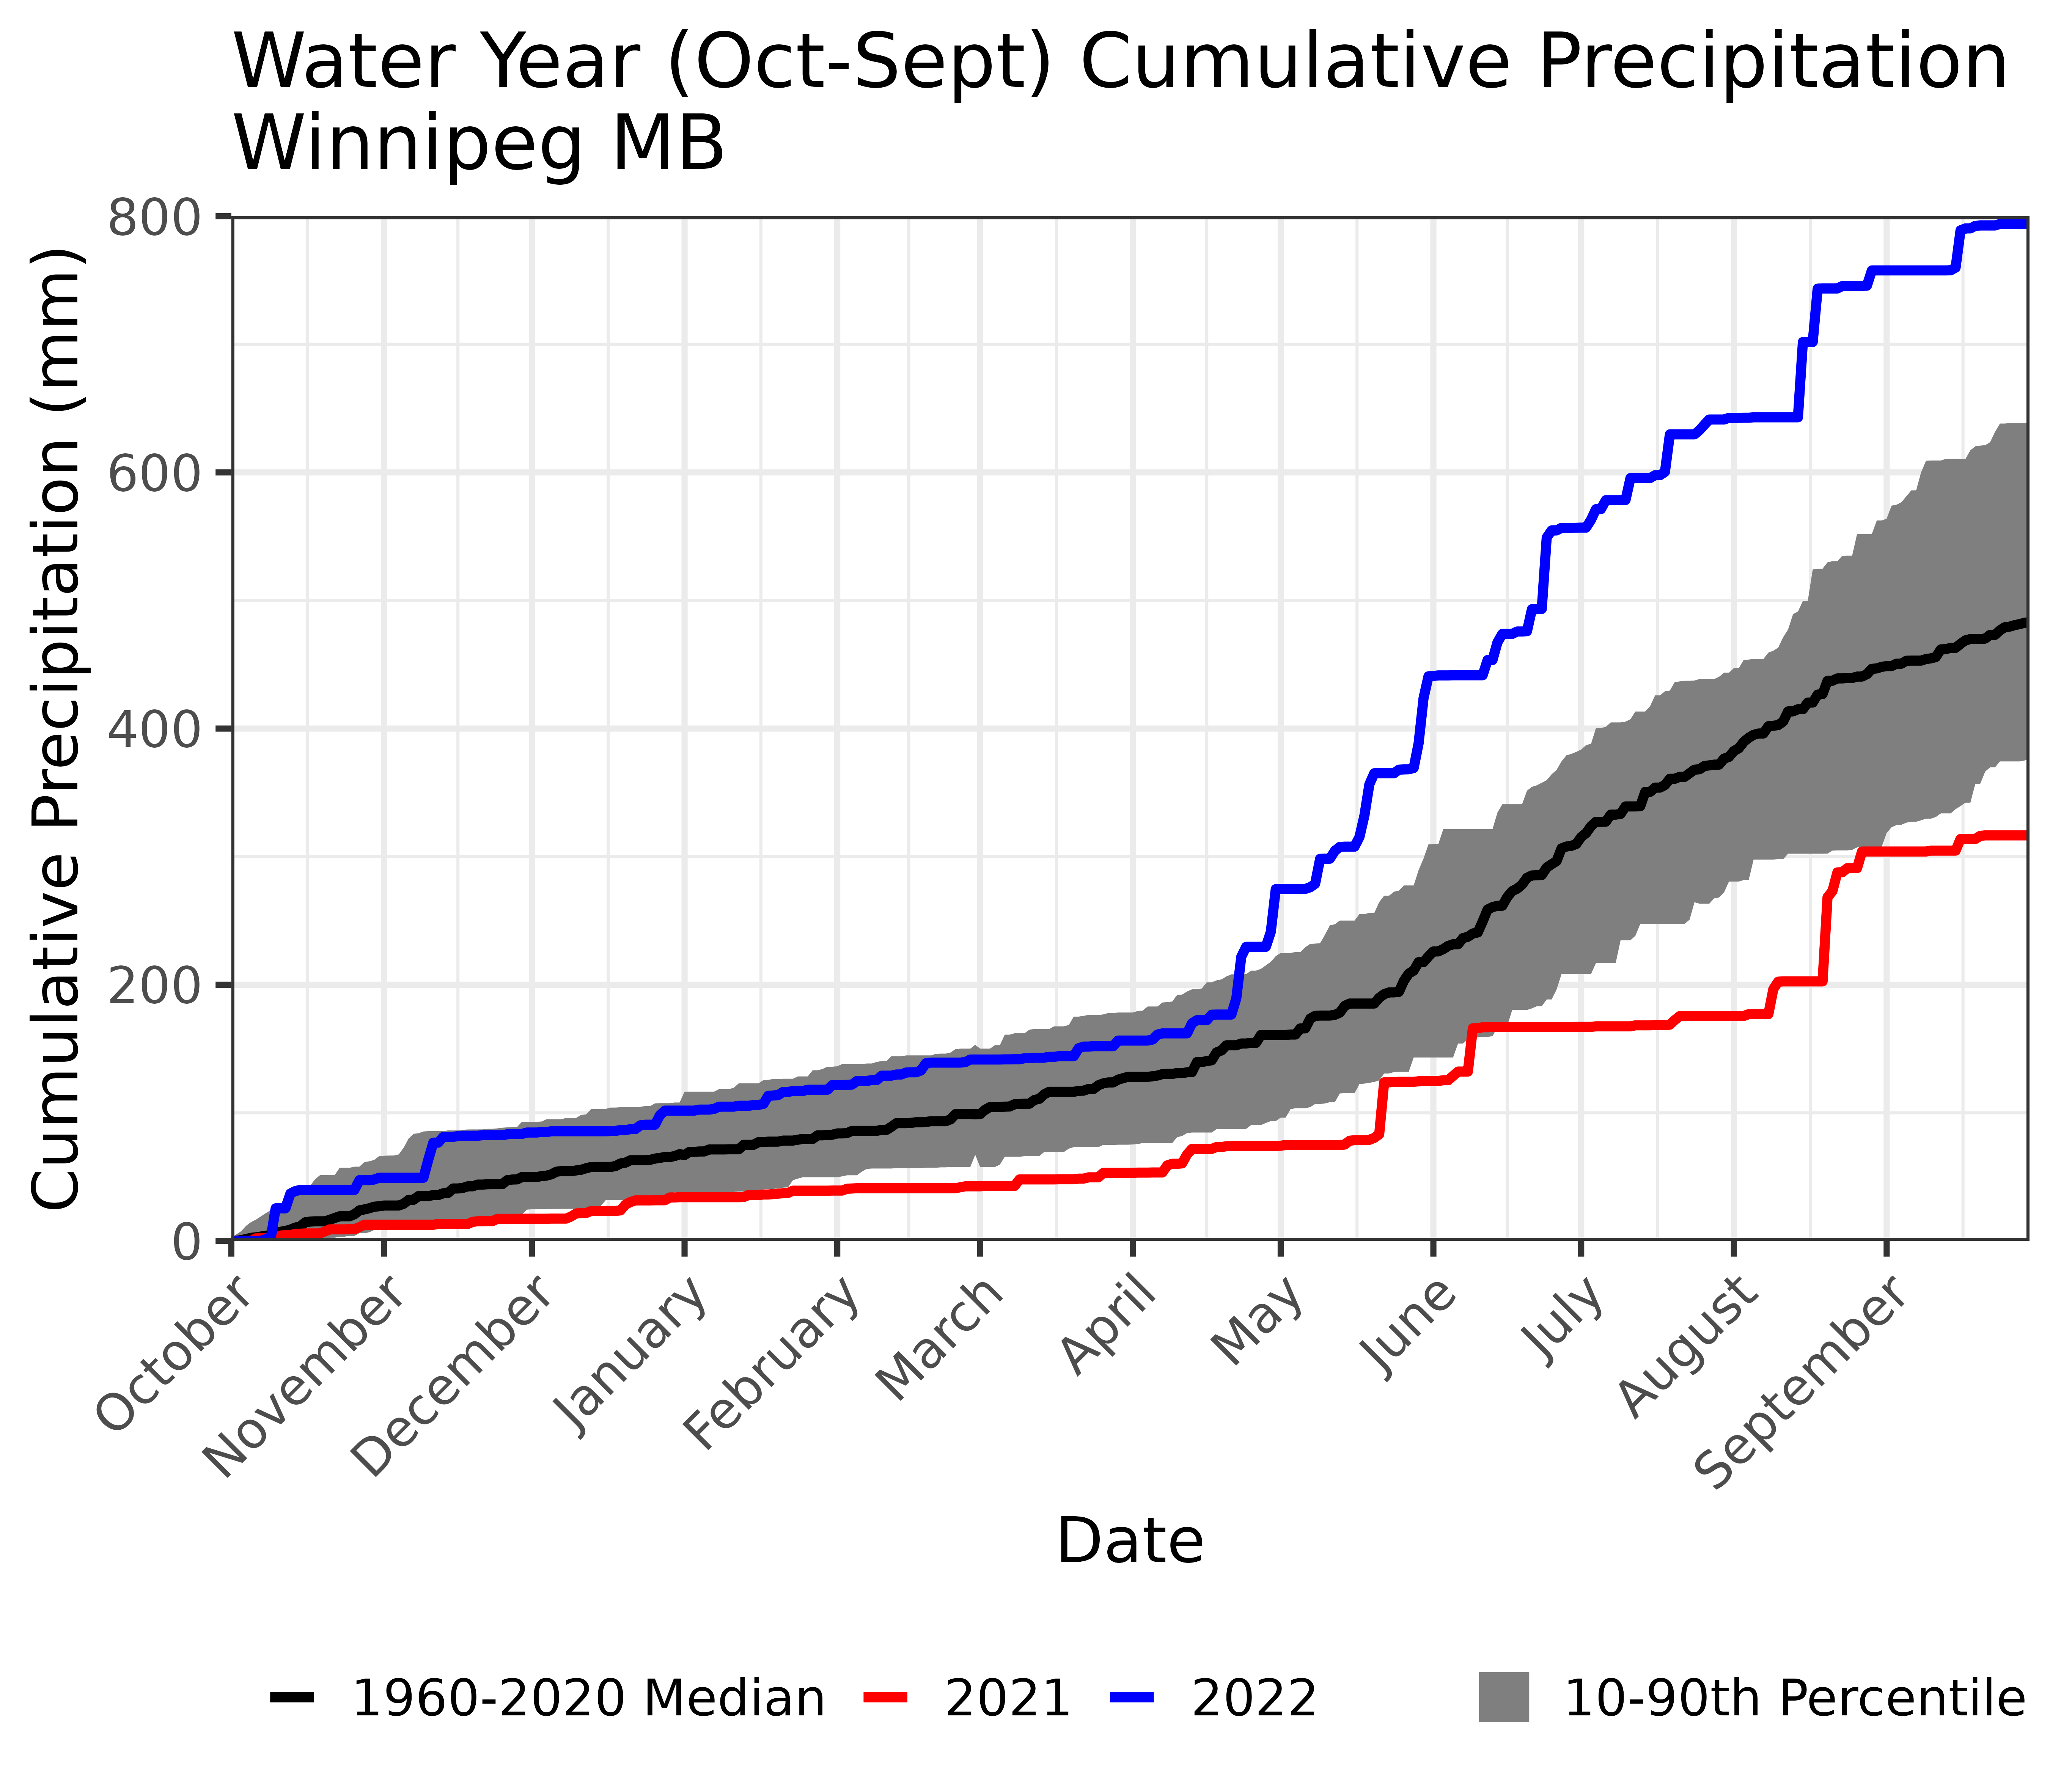 Water Year (Oct-Sept) Cumulative Precipitation
Winnipeg MB
Cumulative Precipitation (mm)
800
600
400
200
0
October
November
December
January
February
March
April
May
June
July
August
September
Date
1960-2020 Median
2021
2022
10-90th Percentile